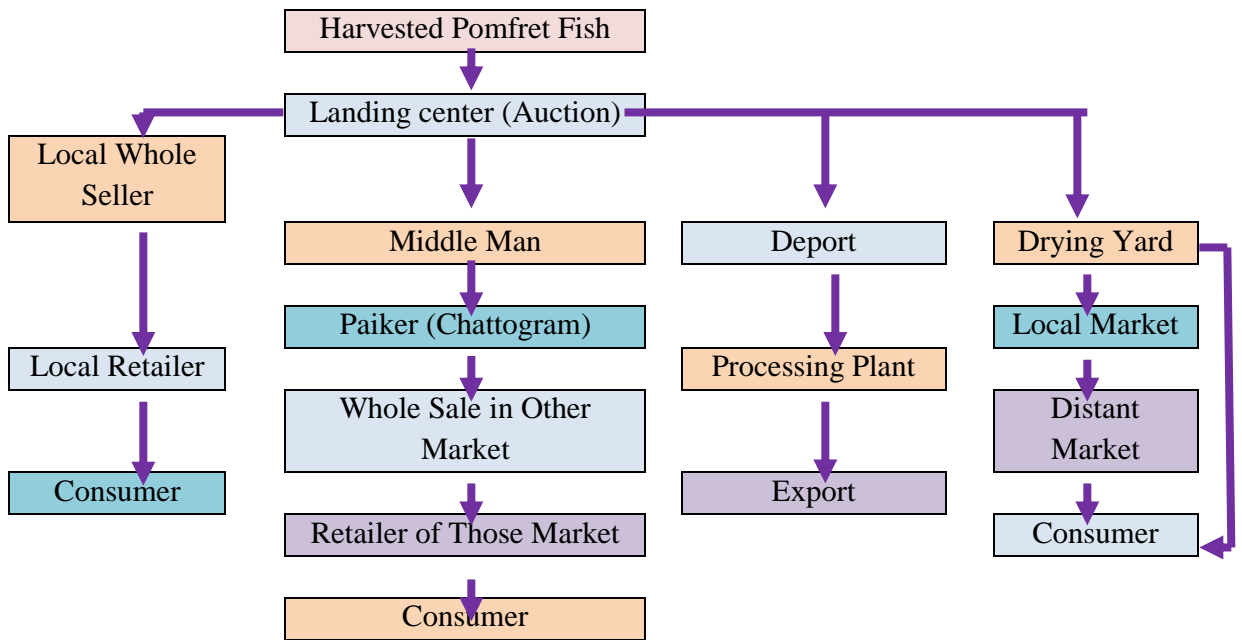 Harvested Pomfret Fish
Landing center (Auction)
Local Whole
Seller
Middle Man
Deport
Drying Yard
Paiker (Chattogram)
Local Market
Local Retailer
Processing Plant
Whole Sale in Other
Market
Distant
Market
Consumer
Export
Retailer of Those Market
Consumer
Consumer